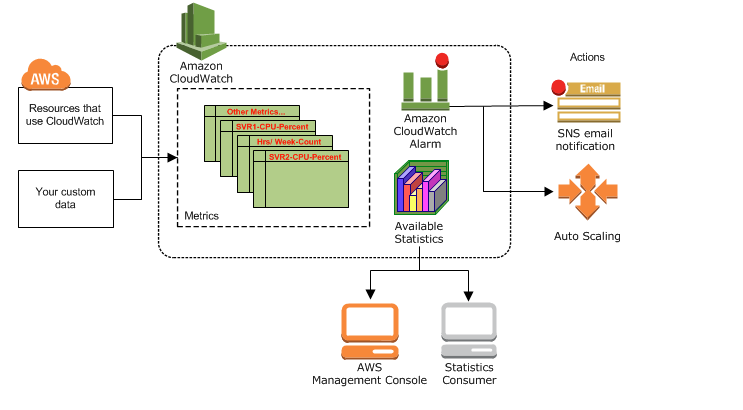 Amazon
CloudWatch
Actions
AWS
Resources that
use CloudWatch
Your custom
data
Other Metrics...
SVR1-CPU-Percent
Hrs/ Week-Count
SVR2-CPU-Percent
Metrics
Amazon
CloudWatch
Alarm
Available
Statistics
Email
SNS email
notification
Auto Scaling
AWS
Management Console
Statistics
Consumer